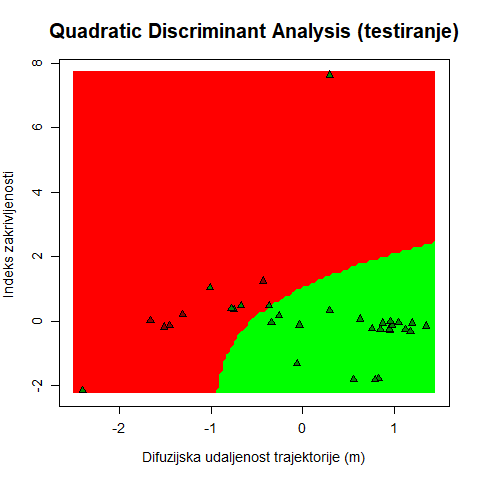 Quadratic Discriminant Analysis (testiranje)
Indeks zakrivljenosti
8
6
4
2
0
-2
-2 -1 0 1
Difuzijska udaljenost trajektorije (m)